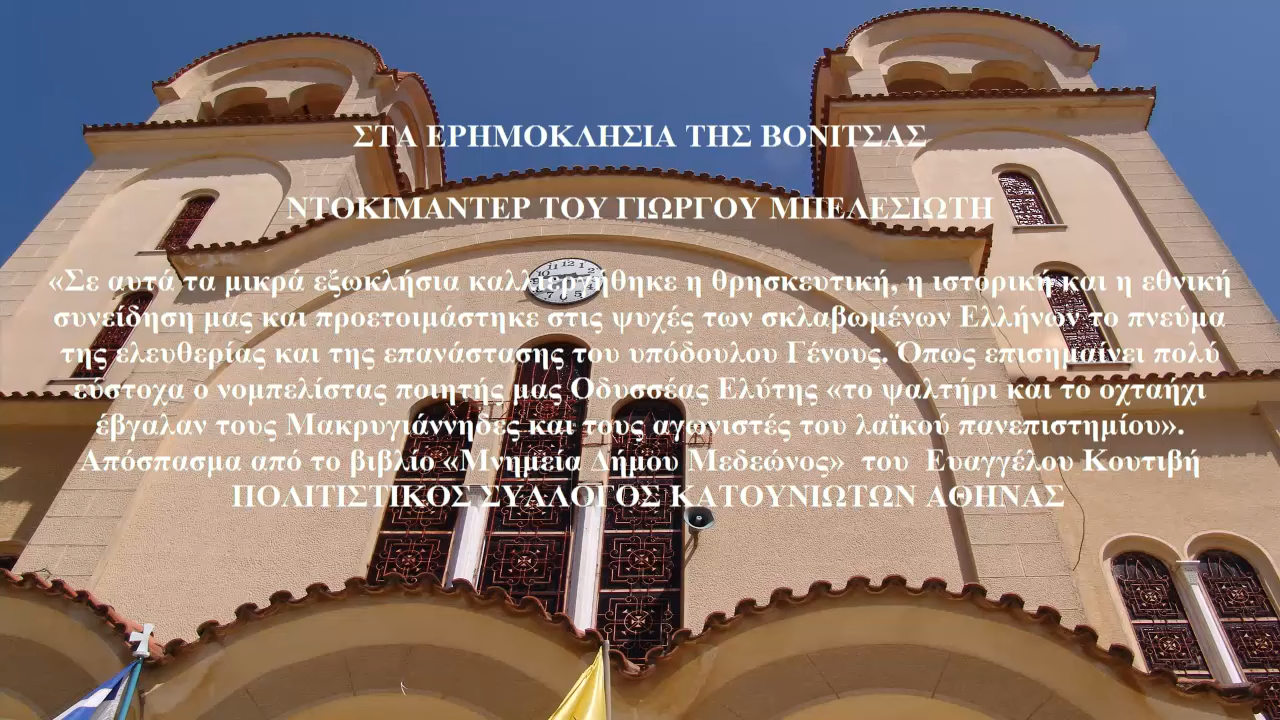 ΣΤΑ ΕΡΗΜΟΚΛΗΣΙΑ ΤΗΣ ΒΟΝΙΤΣΑΣ
ΝΤΟΚΙΜΑΝΤΕΡ ΤΟΥ ΓΙΩΡΓΟΥ ΜΠΕΛΕΣΙΩΤΗ
«Σε αυτά τα μικρά εξωκλήσια καλλιεργήθηκε η θρησκευτική, η ιστορική και η εθνική
συνείδηση μας και προετοιμάστηκε στις ψυχές των σκλαβωμένων Ελλήνων το πνεύμα
της ελευθερίας και της επανάστασης του υπόδουλου Γένους. Όπως επισημαίνει πολύ
εύστοχα ο νομπελίστας ποιητής μας Οδυσσέας Ελύτης «το ψαλτήρι και το οχταήχι
έβγαλαν τους Μακρυγιάννηδες και τους αγωνιστές του λαϊκού πανεπιστημίου».
Απόσπασμα από το βιβλίο «Μνημεία Δήμου Μεδεώνος» του Ευαγγέλου Κουτιβή
ΠΟΛΙΤΙΣΤΙΚΟΣ ΣΥΛΛΟΓΟΣ ΚΑΤΟΥΝΙΩΤΩΝ ΑΘΗΝΑΣ